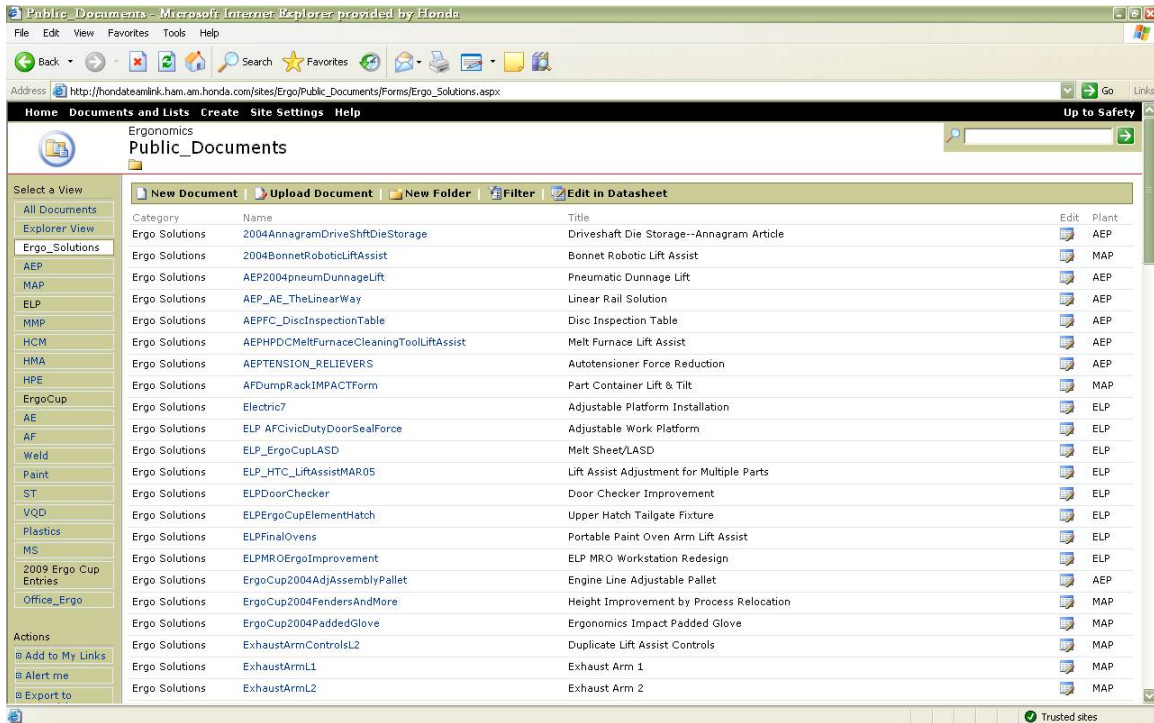 Public_Documents - Microsoft Internet Explorer provided by Honda
File Edit View Favorites Tools Help
Back Search Favorites
Address http://hondateamlink.ham.am.honda.com/sites/Ergo/Public_Documents/Forms/Ergo_Solutions.aspx Go Links
Home Documents and Lists Create Site Settings Help Up to Safety
Ergonomics
Public_Documents
Select a View
All Documents
Explorer View
Ergo_Solutions
AEP
MAP
ELP
MMP
HCM
HMA
HPE
ErgoCup
AE
AF
Weld
Paint
ST
VQD
Plastics
MS
2009 Ergo Cup
Entries
Office_Ergo
Actions
Add to My Links
Alert me
Export to
New Document | Upload Document | New Folder | Filter | Edit in Datasheet
Category Name Title Edit Plant
Ergo Solutions 2004AnnagramDriveShftDieStorage Driveshaft Die Storage--Annagram Article AEP
Ergo Solutions 2004BonnetRoboticLiftAssist Bonnet Robotic Lift Assist MAP
Ergo Solutions AEP2004pneumDunnageLift Pneumatic Dunnage Lift AEP
Ergo Solutions AEP_AE_TheLinearWay Linear Rail Solution AEP
Ergo Solutions AEPFC_DiscInspectionTable Disc Inspection Table AEP
Ergo Solutions AEPHPDCMeltFurnaceCleaningToolLiftAssist Melt Furnace Lift Assist AEP
Ergo Solutions AEPTENSION_RELIEVERS Autotensioner Force Reduction AEP
Ergo Solutions AFDumpRackIMPACTForm Part Container Lift & Tilt MAP
Ergo Solutions Electric7 Adjustable Platform Installation ELP
Ergo Solutions ELP AFCivicDutyDoorSealForce Adjustable Work Platform ELP
Ergo Solutions ELP_ErgoCupLASD Melt Sheet/LASD ELP
Ergo Solutions ELP_HTC_LiftAssistMAR05 Lift Assist Adjustment for Multiple Parts ELP
Ergo Solutions ELPDoorChecker Door Checker Improvement ELP
Ergo Solutions ELPErgoCupElementHatch Upper Hatch Tailgate Fixture ELP
Ergo Solutions ELPFinalOvens Portable Paint Oven Arm Lift Assist ELP
Ergo Solutions ELPMROErgoImprovement ELP MRO Workstation Redesign ELP
Ergo Solutions ErgoCup2004AdjAssemblyPallet Engine Line Adjustable Pallet AEP
Ergo Solutions ErgoCup2004FendersAndMore Height Improvement by Process Relocation MAP
Ergo Solutions ErgoCup2004PaddedGlove Ergonomics Impact Padded Glove MAP
Ergo Solutions ExhaustArmControlsL2 Duplicate Lift Assist Controls MAP
Ergo Solutions ExhaustArmL1 Exhaust Arm 1 MAP
Ergo Solutions ExhaustArmL2 Exhaust Arm 2 MAP
Trusted sites